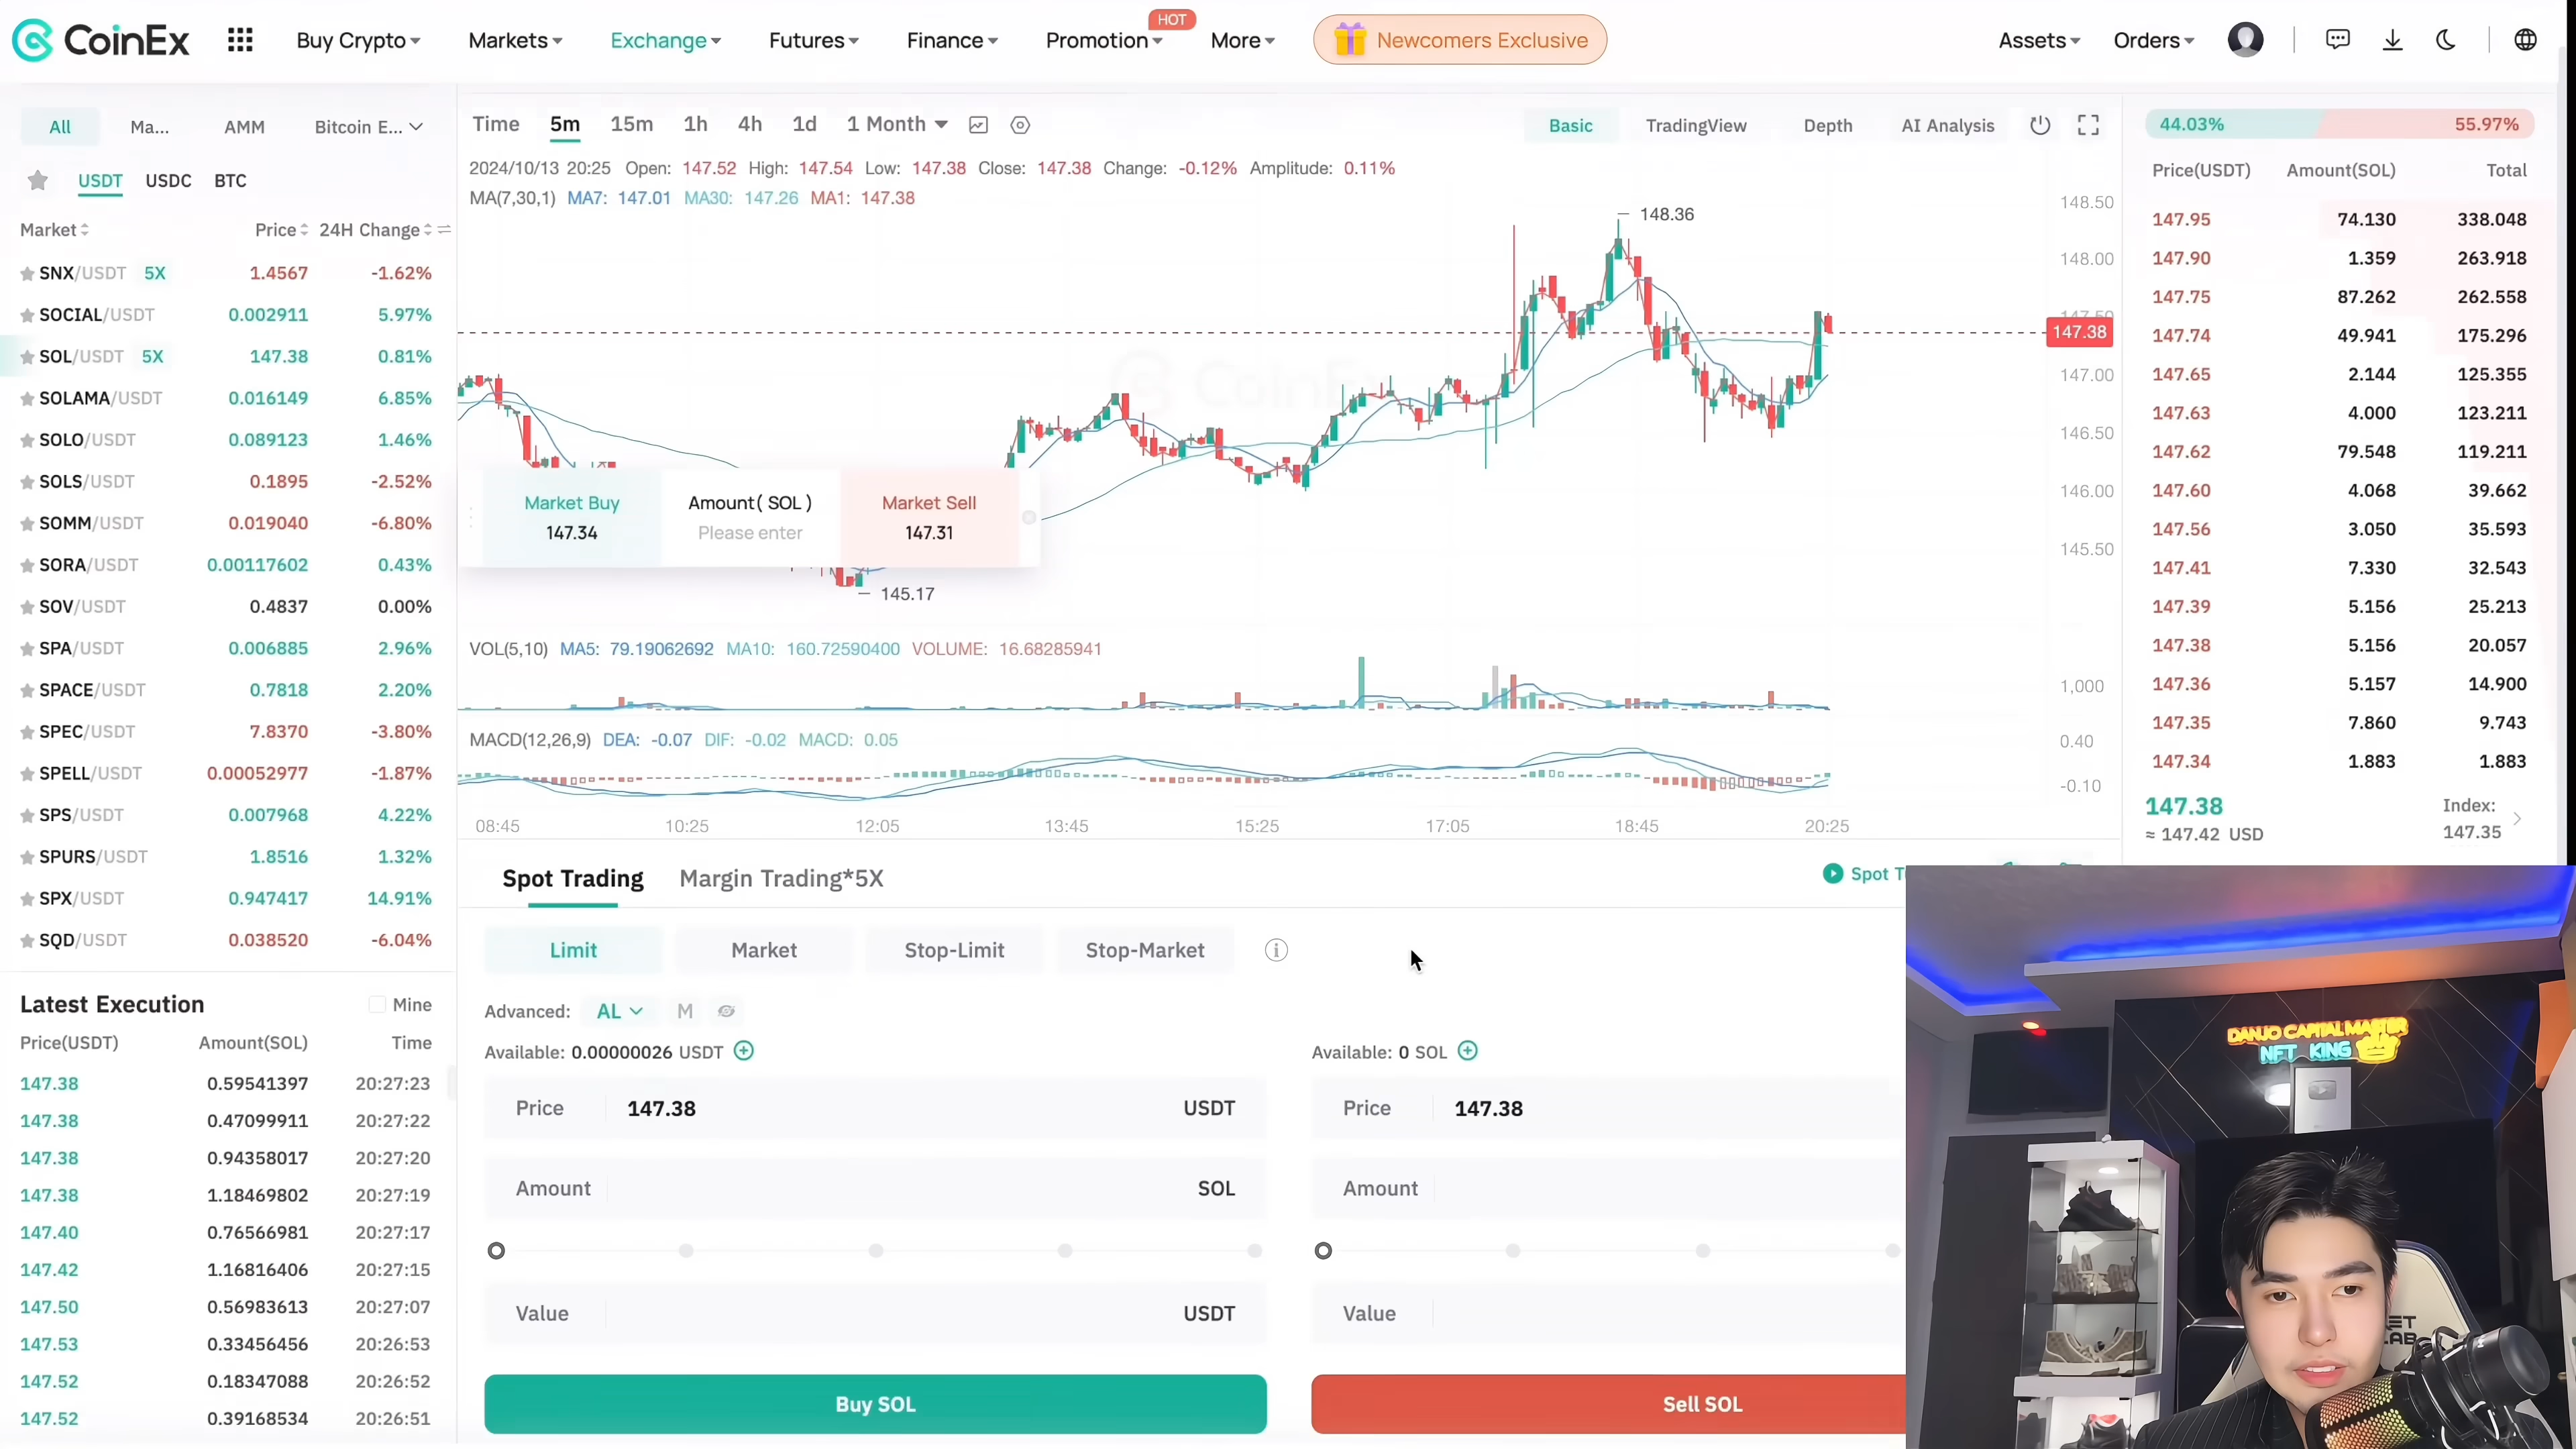 CoinEx
Buy Crypto
Markets
Exchange
Futures
Finance
Promotion
HOT
More
Newcomers Exclusive
Assets
Orders
All Ma... AMM Bitcoin E...
USDT USDC BTC
Market Price 24H Change
SNX/USDT 5X 1.4567 -1.62%
SOCIAL/USDT 0.002911 5.97%
SOL/USDT 5X 147.38 0.81%
SOLAMA/USDT 0.016149 6.85%
SOLO/USDT 0.089123 1.46%
SOLS/USDT 0.1895 -2.52%
SOMM/USDT 0.019040 -6.80%
SORA/USDT 0.00117602 0.43%
SOV/USDT 0.4837 0.00%
SPA/USDT 0.006885 2.96%
SPACE/USDT 0.7818 2.20%
SPEC/USDT 7.8370 -3.80%
SPELL/USDT 0.00052977 -1.87%
SPS/USDT 0.007968 4.22%
SPURS/USDT 1.8516 1.32%
SPX/USDT 0.947417 14.91%
SQD/USDT 0.038520 -6.04%
Latest Execution Mine
Price(USDT) Amount(SOL) Time
147.38 0.59541397 20:27:23
147.38 0.47099911 20:27:22
147.38 0.94358017 20:27:20
147.38 1.18469802 20:27:19
147.40 0.76566981 20:27:17
147.42 1.16816406 20:27:15
147.50 0.56983613 20:27:07
147.53 0.33456456 20:26:53
147.52 0.18347088 20:26:52
147.52 0.39168534 20:26:51
Time 5m 15m 1h 4h 1d 1 Month
Basic TradingView Depth AI Analysis
2024/10/13 20:25 Open: 147.52 High: 147.54 Low: 147.38 Close: 147.38 Change: -0.12% Amplitude: 0.11%
MA(7,30,1) MA7: 147.01 MA30: 147.26 MA1: 147.38
148.36
148.50
148.00
147.50
147.38
147.00
146.50
146.00
145.50
CoinEx
Market Buy
147.34
Amount( SOL )
Please enter
Market Sell
147.31
145.17
VOL(5,10) MA5: 79.19062692 MA10: 160.72590400 VOLUME: 16.68285941
1,000
MACD(12,26,9) DEA: -0.07 DIF: -0.02 MACD: 0.05
0.40
-0.10
08:45 10:25 12:05 13:45 15:25 17:05 18:45 20:25
Spot Trading Margin Trading*5X
Spot T
Limit Market Stop-Limit Stop-Market
Advanced: AL M
Available: 0.00000026 USDT
Price 147.38 USDT
Amount SOL
Value USDT
Buy SOL
Available: 0 SOL
Price 147.38
Amount
Value
Sell SOL
44.03% 55.97%
Price(USDT) Amount(SOL) Total
147.95 74.130 338.048
147.90 1.359 263.918
147.75 87.262 262.558
147.74 49.941 175.296
147.65 2.144 125.355
147.63 4.000 123.211
147.62 79.548 119.211
147.60 4.068 39.662
147.56 3.050 35.593
147.41 7.330 32.543
147.39 5.156 25.213
147.38 5.156 20.057
147.36 5.157 14.900
147.35 7.860 9.743
147.34 1.883 1.883
147.38
≈ 147.42 USD
Index:
147.35
DANJO CAPITAL MASTER
NFT KING